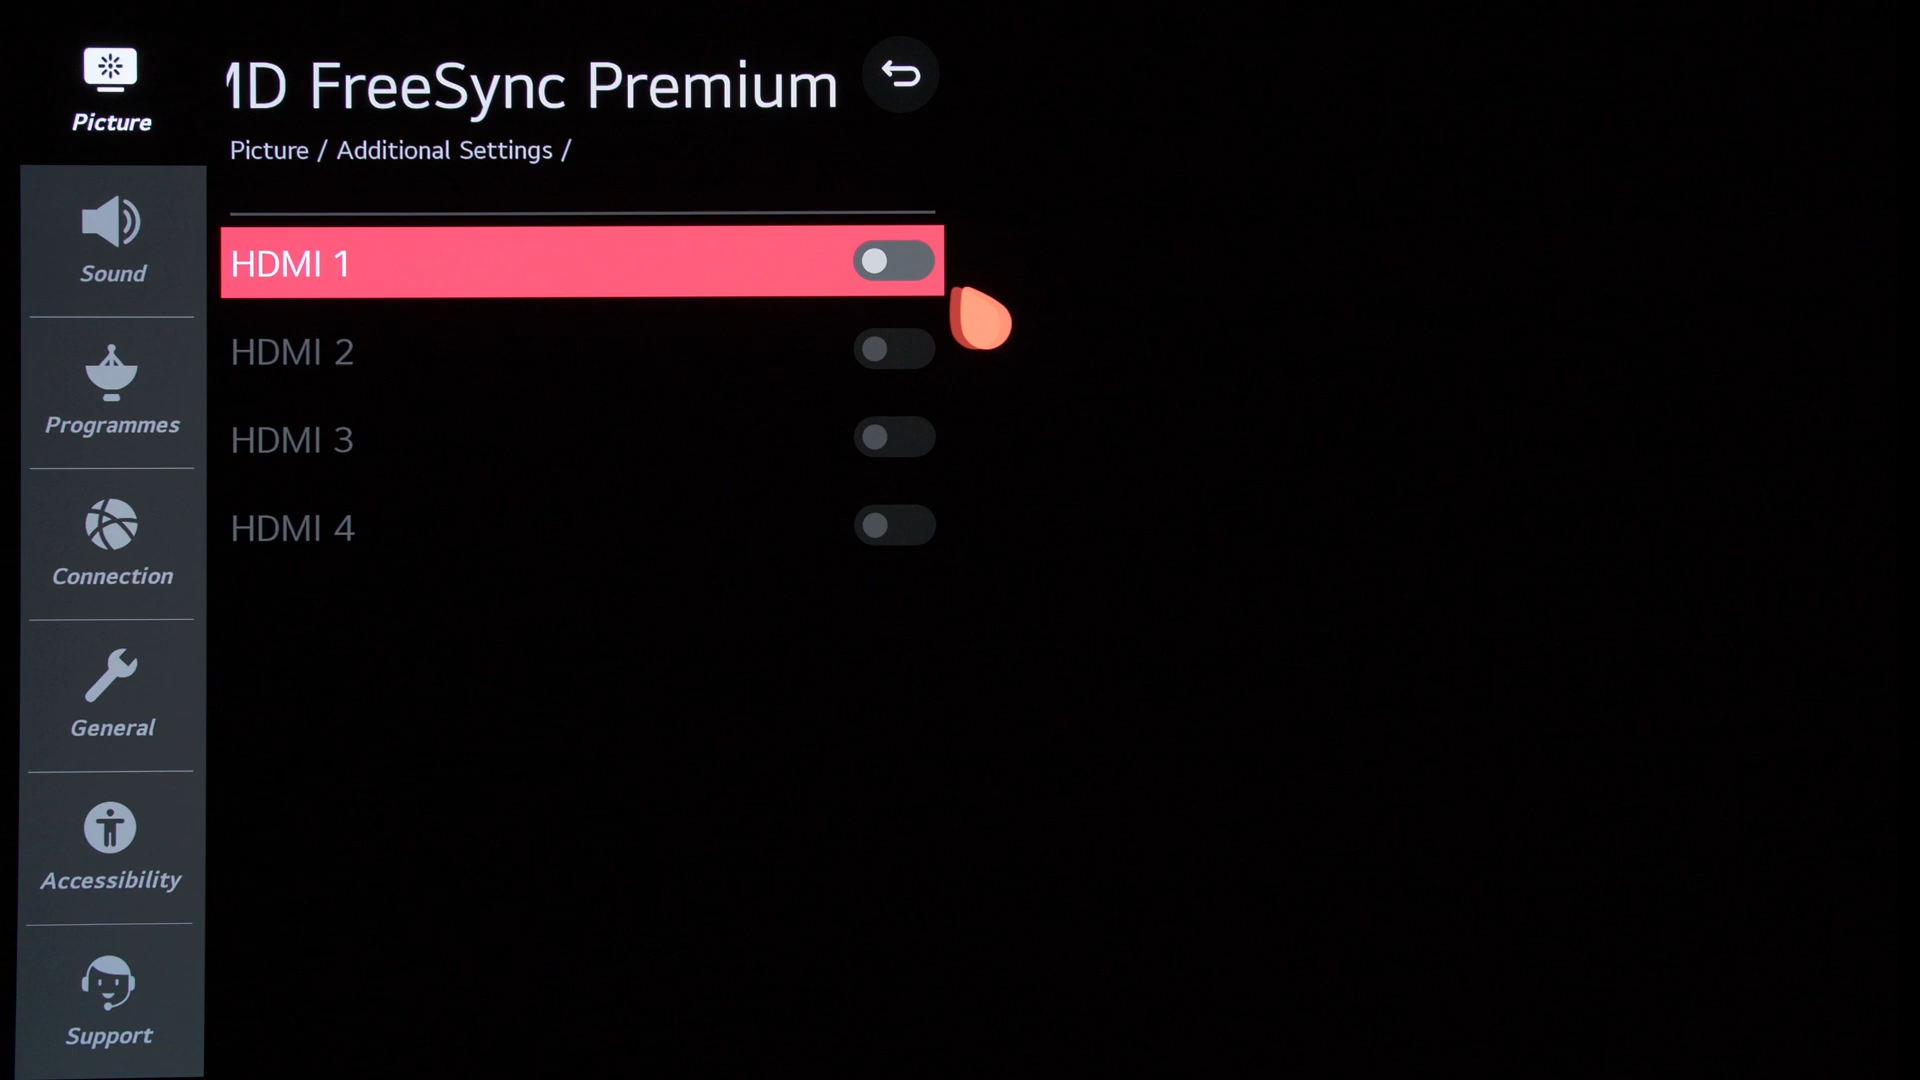 Picture
MD FreeSync Premium
Picture / Additional Settings /
Sound
Programmes
Connection
General
Accessibility
Support
HDMI 1
HDMI 2
HDMI 3
HDMI 4